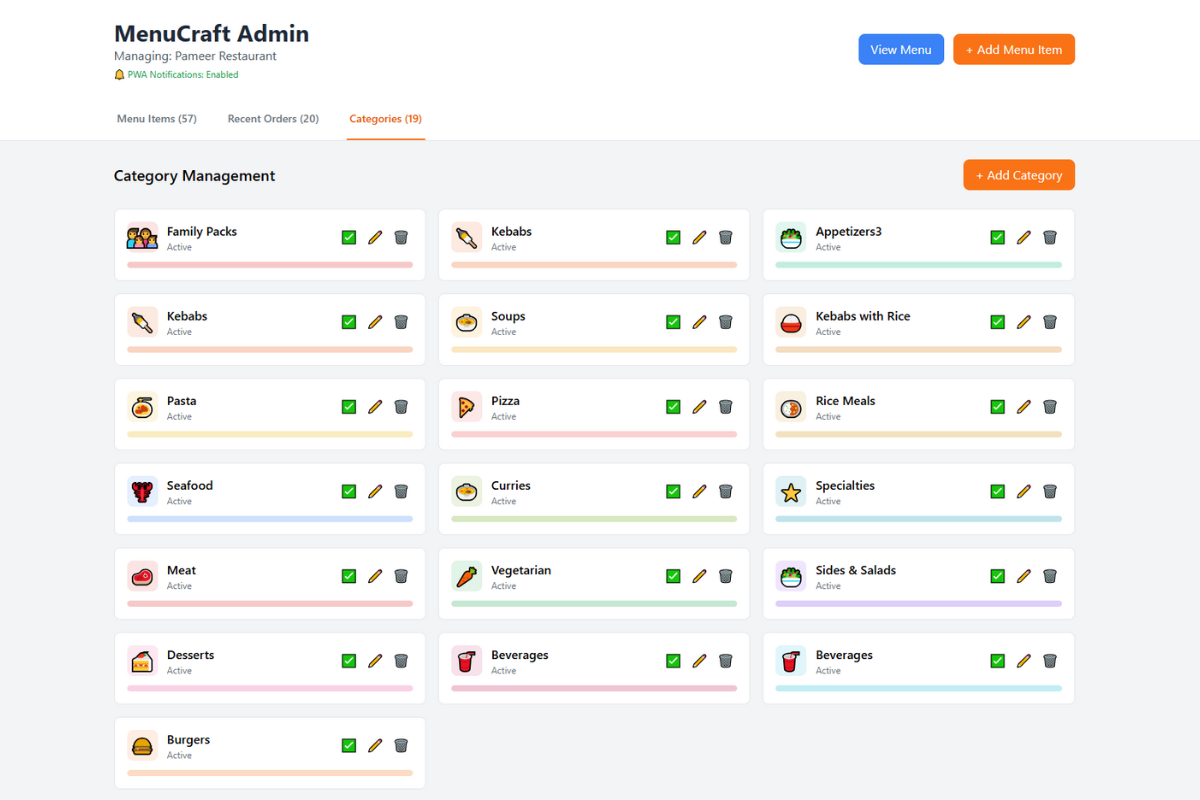 MenuCraft Admin
Managing: Pameer Restaurant
PWA Notifications: Enabled
View Menu
+ Add Menu Item
Menu Items (57)
Recent Orders (20)
Categories (19)
Category Management
+ Add Category
Family Packs
Active
Kebabs
Active
Appetizers3
Active
Kebabs
Active
Soups
Active
Kebabs with Rice
Active
Pasta
Active
Pizza
Active
Rice Meals
Active
Seafood
Active
Curries
Active
Specialties
Active
Meat
Active
Vegetarian
Active
Sides & Salads
Active
Desserts
Active
Beverages
Active
Beverages
Active
Burgers
Active